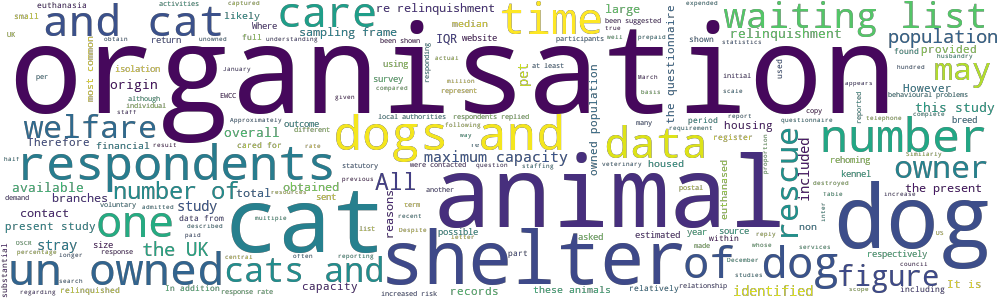 euthanasia activities captured
small and cat likely care re relinquishment time large been suggested participants waiting list
UK Where return full understanding unowned sampling frame median IQR website obtain true well prepaid relinquishment population
most common isolation been shown using pet at least actual million survey compared represent
organisation
per origin January EWCC given although individual staff
found provided may However husbandry
hundred behavioural problems this study breed
welfare Approximately cared for outcome different rate
Therefore financial overall result
dogs and data
local authorities respondents replied following way
owned population the questionnaire many requirement
shown statistics initial basis scale March used report
period housing register
appears reported telephone complete copy questionnaire
number
respondents
half available branches number of total obtained sent
maximum capacity were contacted question staffing
statutory previous another
All reasons
housed veterinary postal euthanased term recent
animal
rescue included
proportion whose
owner rehoming Similarly
kennel destroyed Table increase
the present
demand voluntary admitted resources
contact study data from described paid multiple
one cat
present study stray size response the UK
list Despite letter possible asked estimated part
year source within made December studies
reply non inter services respectively
dog
council US
substantial oscr percentage longer search regarding relinquished
un owned
central often reporting cats and
In addition response rate capacity increased risk
shelter
records these animals relatively relationship
of dog
identified figure
scope including It is